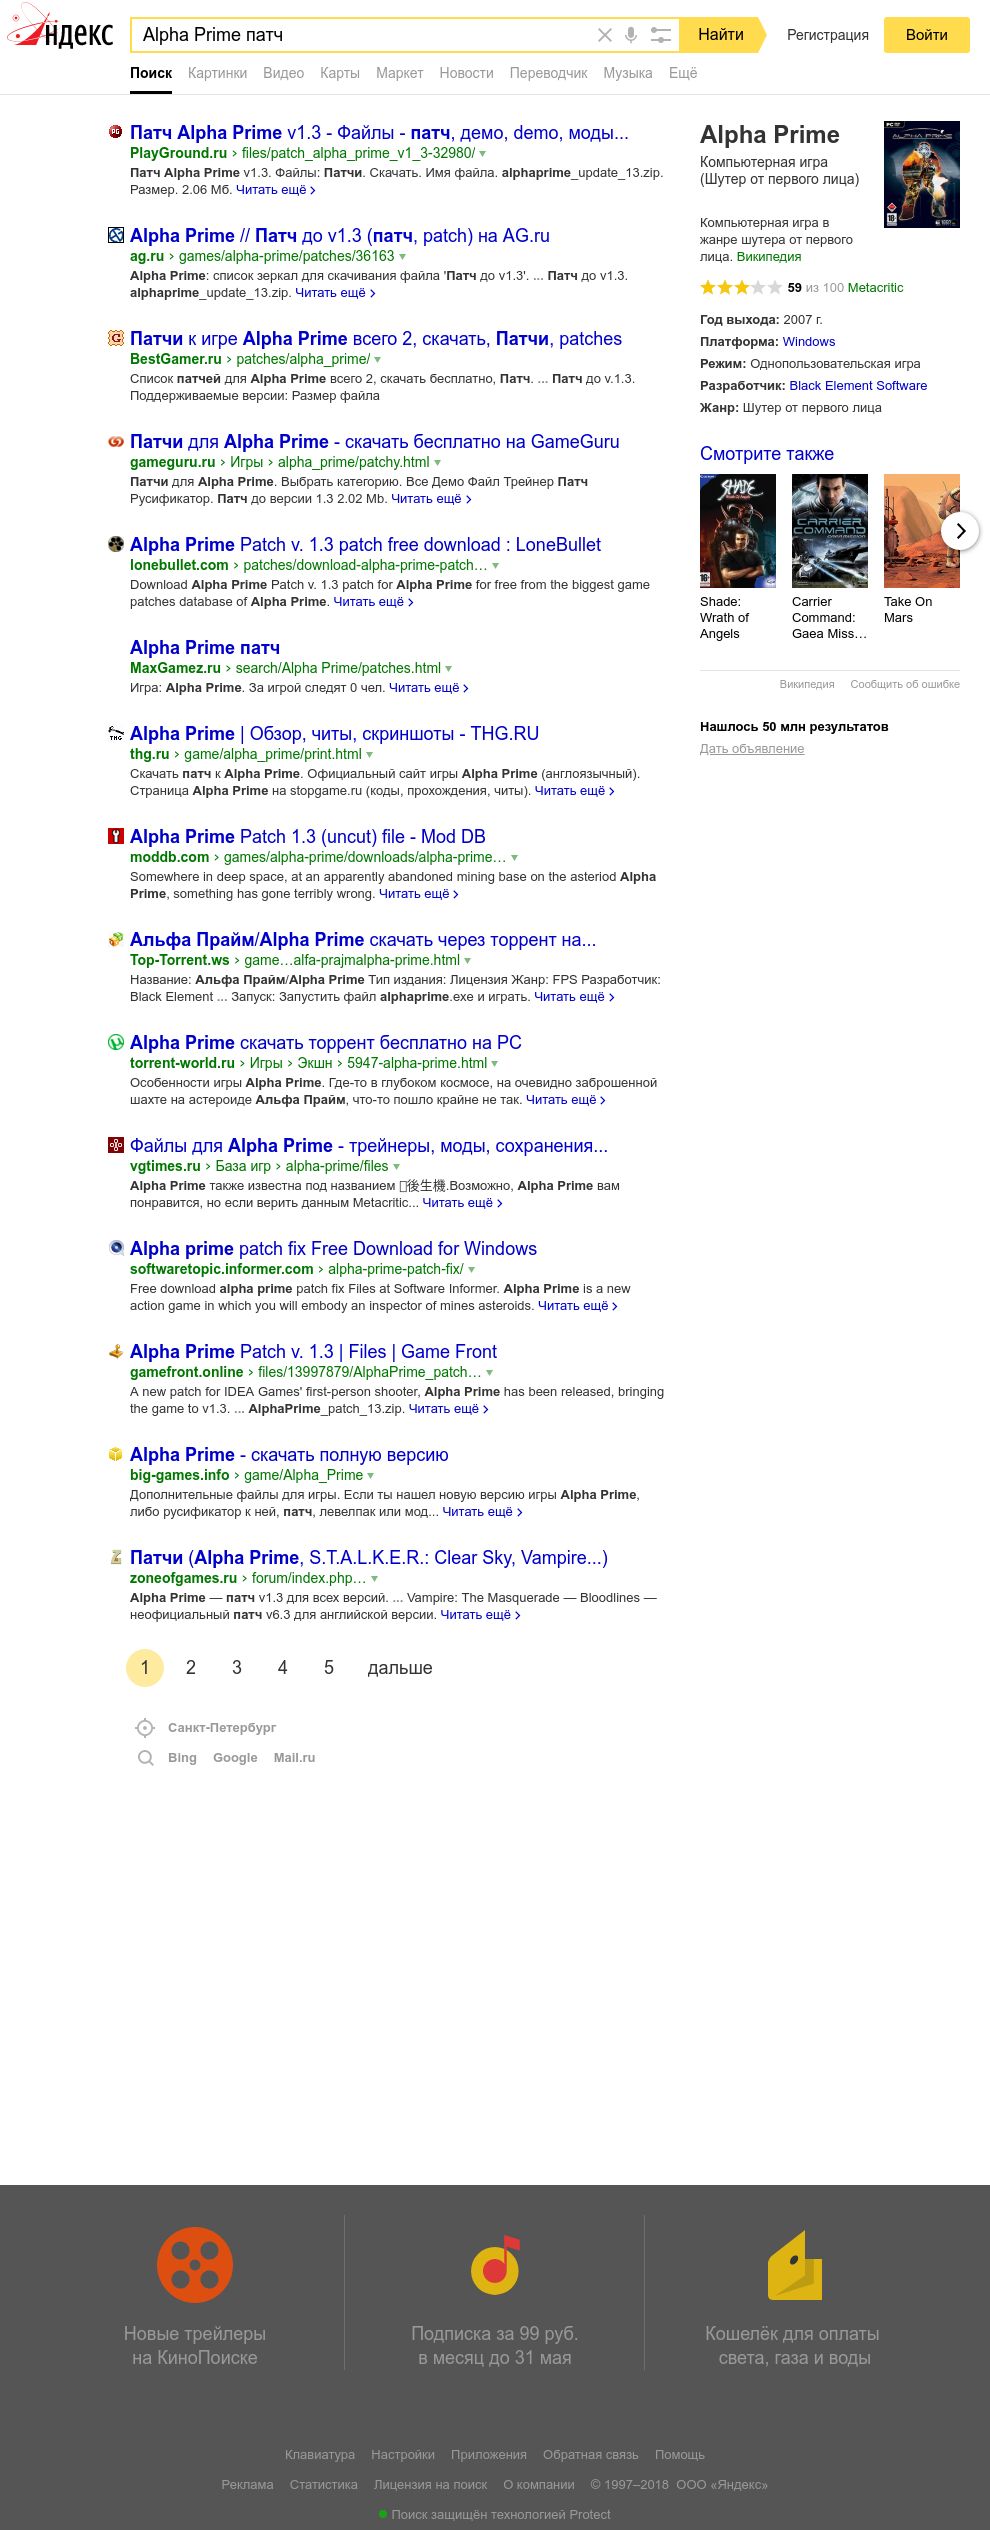 Яндекс
Alpha Prime патч
Найти
Регистрация
Войти
Поиск Картинки Видео Карты Маркет Новости Переводчик Музыка Ещё
Патч Alpha Prime v1.3 - Файлы - патч, демо, demo, моды...
PlayGround.ru › files/patch_alpha_prime_v1_3-32980/
Патч Alpha Prime v1.3. Файлы: Патчи. Скачать. Имя файла. alphaprime_update_13.zip.
Размер. 2.06 Мб. Читать ещё ›
Alpha Prime // Патч до v1.3 (патч, patch) на AG.ru
ag.ru › games/alpha-prime/patches/36163
Alpha Prime: список зеркал для скачивания файла 'Патч до v1.3'. ... Патч до v1.3.
alphaprime_update_13.zip. Читать ещё ›
Патчи к игре Alpha Prime всего 2, скачать, Патчи, patches
BestGamer.ru › patches/alpha_prime/
Список патчей для Alpha Prime всего 2, скачать бесплатно, Патч. ... Патч до v.1.3.
Поддерживаемые версии: Размер файла
Патчи для Alpha Prime - скачать бесплатно на GameGuru
gameguru.ru › Игры › alpha_prime/patchy.html
Патчи для Alpha Prime. Выбрать категорию. Все Демо Файл Трейнер Патч
Русификатор. Патч до версии 1.3 2.02 Mb. Читать ещё ›
Alpha Prime Patch v. 1.3 patch free download : LoneBullet
lonebullet.com › patches/download-alpha-prime-patch…
Download Alpha Prime Patch v. 1.3 patch for Alpha Prime for free from the biggest game
patches database of Alpha Prime. Читать ещё ›
Alpha Prime патч
MaxGamez.ru › search/Alpha Prime/patches.html
Игра: Alpha Prime. За игрой следят 0 чел. Читать ещё ›
Alpha Prime | Обзор, читы, скриншоты - THG.RU
thg.ru › game/alpha_prime/print.html
Скачать патч к Alpha Prime. Официальный сайт игры Alpha Prime (англоязычный).
Страница Alpha Prime на stopgame.ru (коды, прохождения, читы). Читать ещё ›
Alpha Prime Patch 1.3 (uncut) file - Mod DB
moddb.com › games/alpha-prime/downloads/alpha-prime…
Somewhere in deep space, at an apparently abandoned mining base on the asteriod Alpha
Prime, something has gone terribly wrong. Читать ещё ›
Альфа Прайм/Alpha Prime скачать через торрент на...
Top-Torrent.ws › game…alfa-prajmalpha-prime.html
Название: Альфа Прайм/Alpha Prime Тип издания: Лицензия Жанр: FPS Разработчик:
Black Element ... Запуск: Запустить файл alphaprime.exe и играть. Читать ещё ›
Alpha Prime скачать торрент бесплатно на PC
torrent-world.ru › Игры › Экшн › 5947-alpha-prime.html
Особенности игры Alpha Prime. Где-то в глубоком космосе, на очевидно заброшенной
шахте на астероиде Альфа Прайм, что-то пошло крайне не так. Читать ещё ›
Файлы для Alpha Prime - трейнеры, моды, сохранения...
vgtimes.ru › База игр › alpha-prime/files
Alpha Prime также известна под названием 後生機.Возможно, Alpha Prime вам
понравится, но если верить данным Metacritic... Читать ещё ›
Alpha prime patch fix Free Download for Windows
softwaretopic.informer.com › alpha-prime-patch-fix/
Free download alpha prime patch fix Files at Software Informer. Alpha Prime is a new
action game in which you will embody an inspector of mines asteroids. Читать ещё ›
Alpha Prime Patch v. 1.3 | Files | Game Front
gamefront.online › files/13997879/AlphaPrime_patch…
A new patch for IDEA Games' first-person shooter, Alpha Prime has been released, bringing
the game to v1.3. ... AlphaPrime_patch_13.zip. Читать ещё ›
Alpha Prime - скачать полную версию
big-games.info › game/Alpha_Prime
Дополнительные файлы для игры. Если ты нашел новую версию игры Alpha Prime,
либо русификатор к ней, патч, левелпак или мод... Читать ещё ›
Патчи (Alpha Prime, S.T.A.L.K.E.R.: Clear Sky, Vampire...)
zoneofgames.ru › forum/index.php…
Alpha Prime — патч v1.3 для всех версий. ... Vampire: The Masquerade — Bloodlines —
неофициальный патч v6.3 для английской версии. Читать ещё ›
1 2 3 4 5 дальше
Санкт-Петербург
Bing Google Mail.ru
Alpha Prime
Компьютерная игра
(Шутер от первого лица)
ALPHA PRIME
Компьютерная игра в
жанре шутера от первого
лица. Википедия
59 из 100 Metacritic
Год выхода: 2007 г.
Платформа: Windows
Режим: Однопользовательская игра
Разработчик: Black Element Software
Жанр: Шутер от первого лица
Смотрите также
SHADE
CARRIER
COMMAND
Shade:
Wrath of
Angels
Carrier
Command:
Gaea Miss…
Take On
Mars
Википедия Сообщить об ошибке
Нашлось 50 млн результатов
Дать объявление
Новые трейлеры
на КиноПоиске
Подписка за 99 руб.
в месяц до 31 мая
Кошелёк для оплаты
света, газа и воды
Клавиатура Настройки Приложения Обратная связь Помощь
Реклама Статистика Лицензия на поиск О компании © 1997–2018 ООО «Яндекс»
Поиск защищён технологией Protect